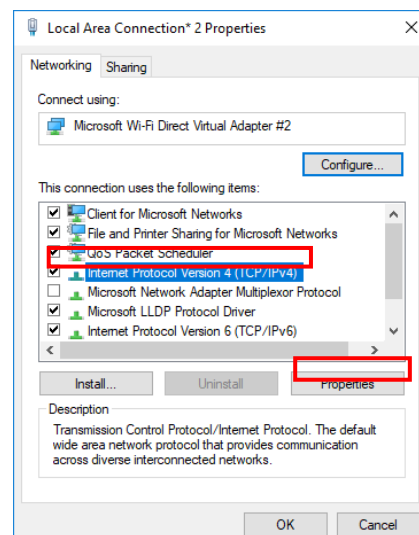 Local Area Connection* 2 Properties
Networking
Sharing
Connect using:
Microsoft Wi-Fi Direct Virtual Adapter #2
Configure...
This connection uses the following items:
Client for Microsoft Networks
File and Printer Sharing for Microsoft Networks
QoS Packet Scheduler
Internet Protocol Version 4 (TCP/IPv4)
Microsoft Network Adapter Multiplexor Protocol
Microsoft LLDP Protocol Driver
Internet Protocol Version 6 (TCP/IPv6)
Install...
Uninstall
Properties
Description
Transmission Control Protocol/Internet Protocol. The default
wide area network protocol that provides communication
across diverse interconnected networks.
OK
Cancel